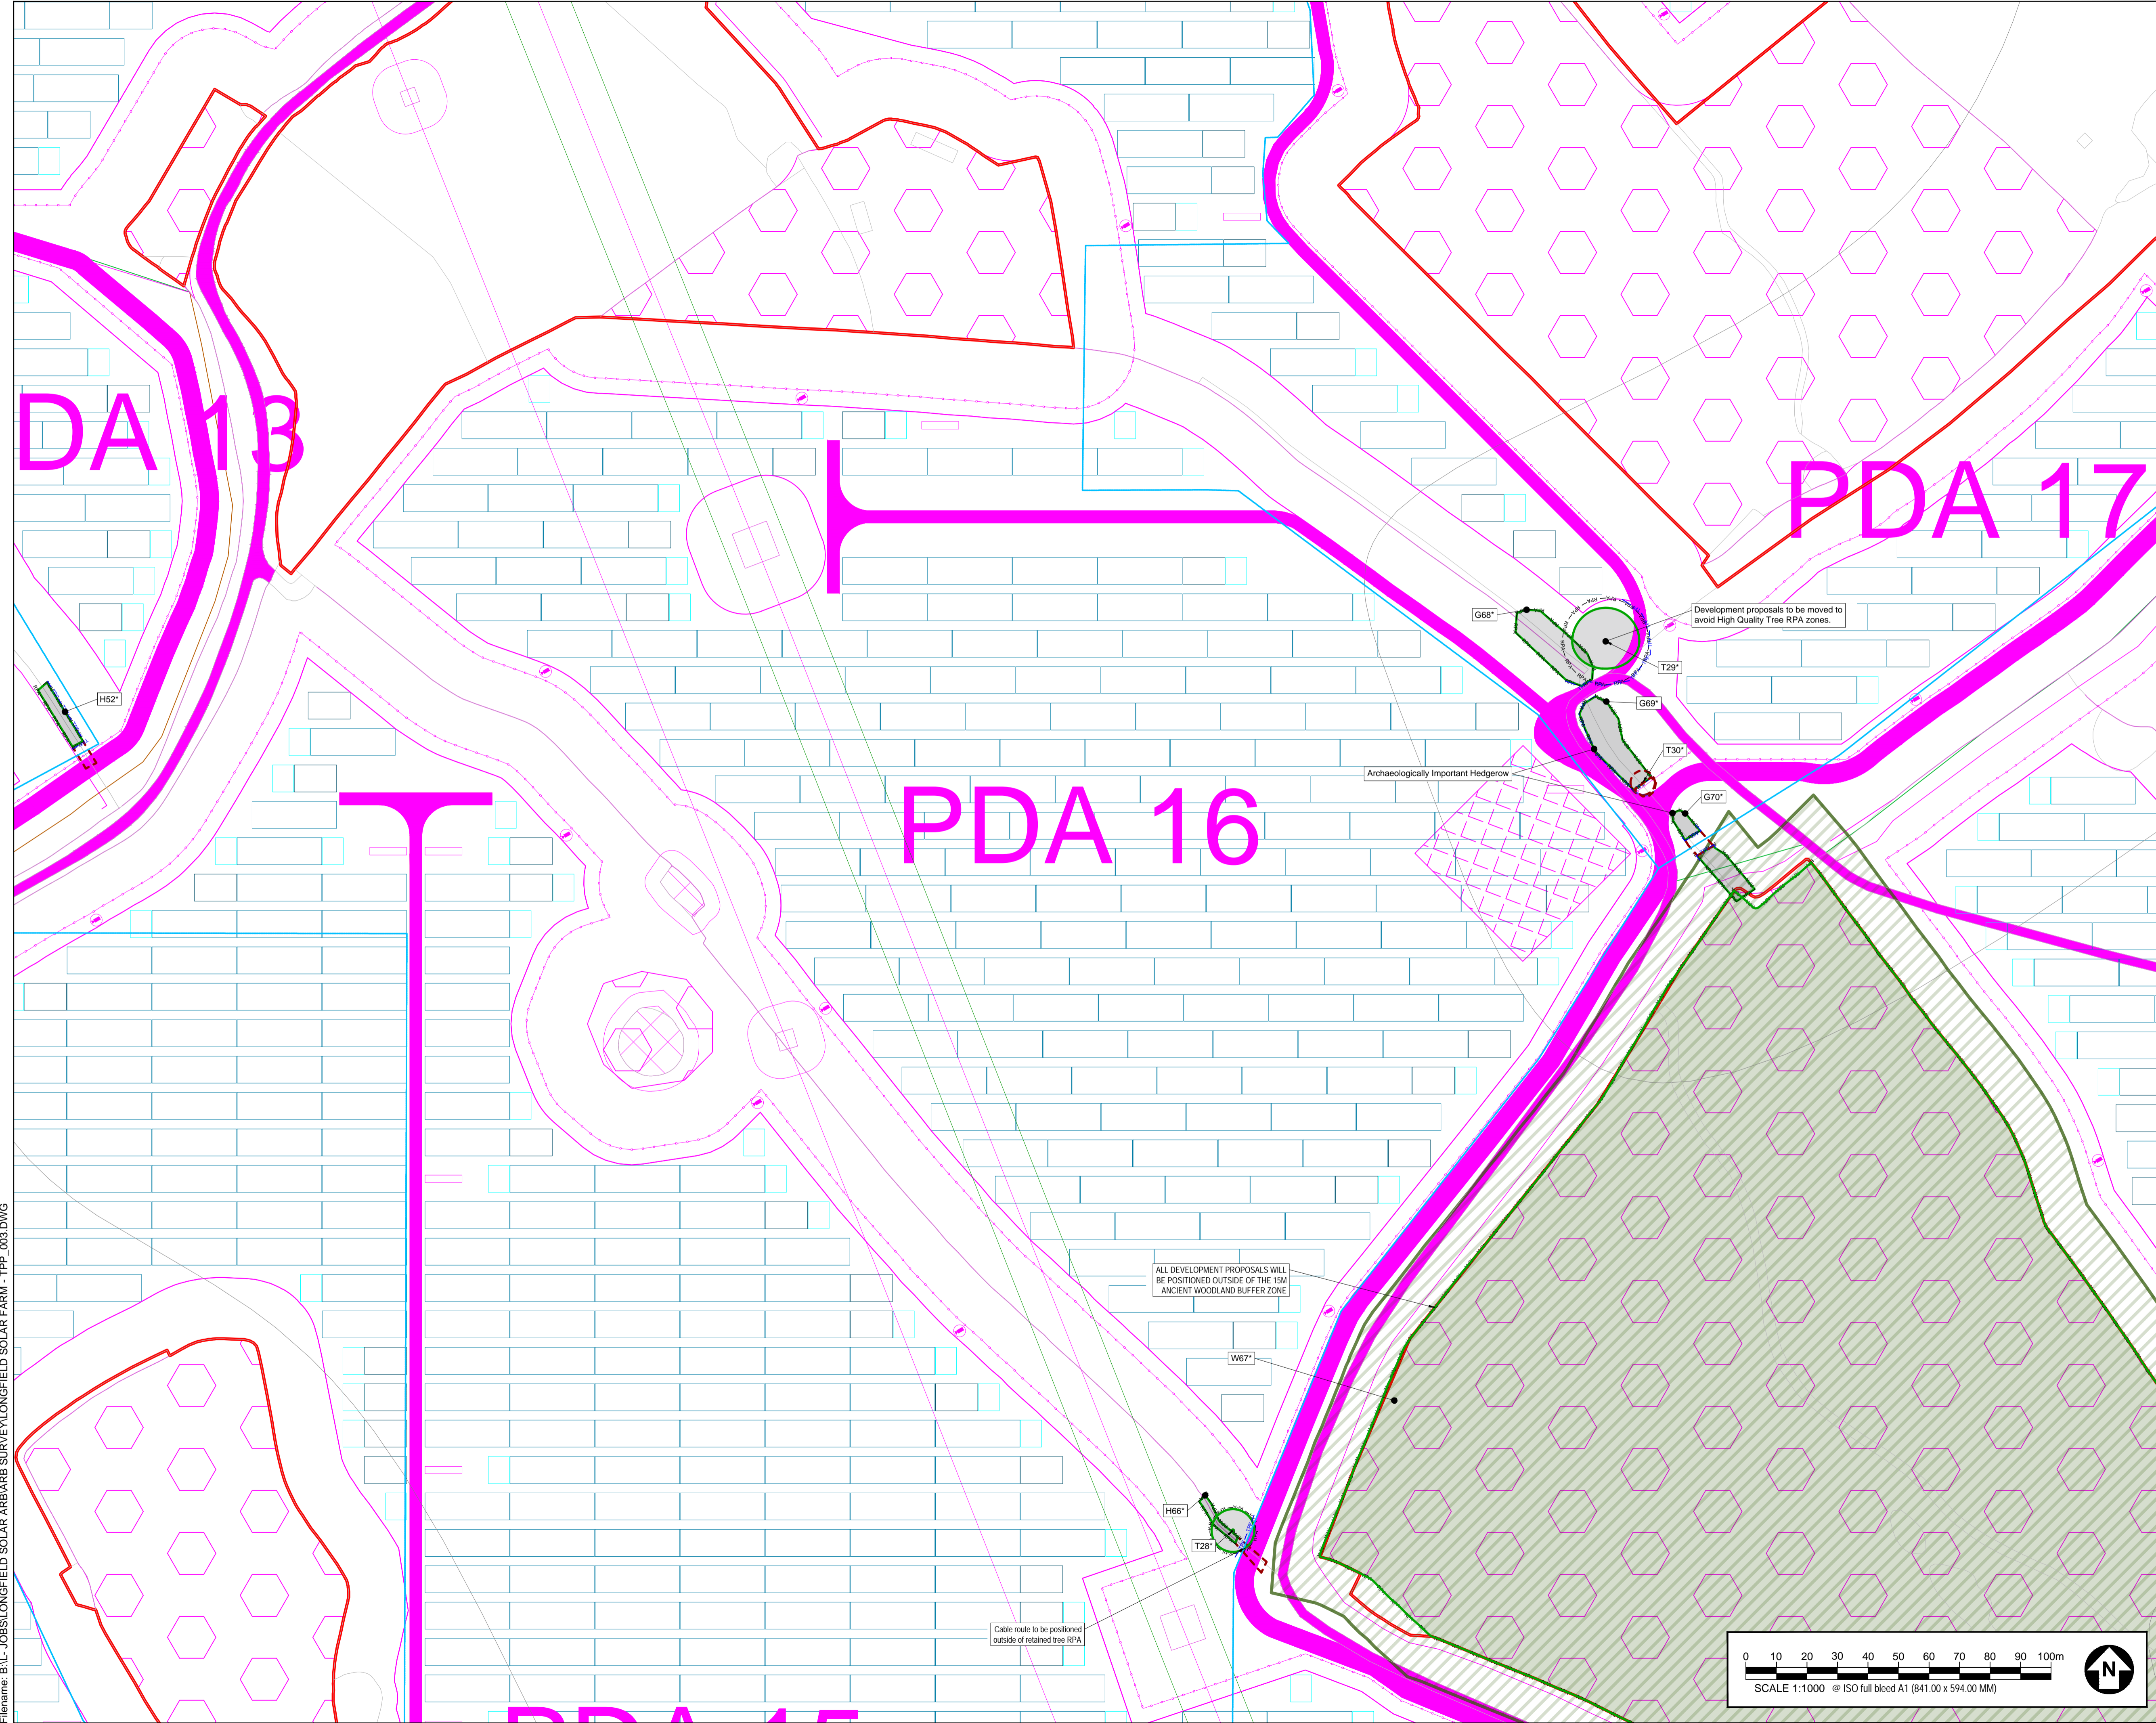 DA 13
PDA 17
G68*
Development proposals to be moved to
avoid High Quality Tree RPA zones.
T29*
H52*
G69*
T30*
Archaeologically Important Hedgerow
PDA 16
G70*
ALL DEVELOPMENT PROPOSALS WILL
BE POSITIONED OUTSIDE OF THE 15M
ANCIENT WOODLAND BUFFER ZONE
W67*
H66*
T28*
Cable route to be positioned
outside of retained tree RPA
PDA 15
0 10 20 30 40 50 60 70 80 90 100m
SCALE 1:1000 @ ISO full bleed A1 (841.00 x 594.00 MM)
N
Filename: B:\L- JOBS\LONGFIELD SOLAR ARB\ARB SURVEY\LONGFIELD SOLAR FARM - TPP_003.DWG